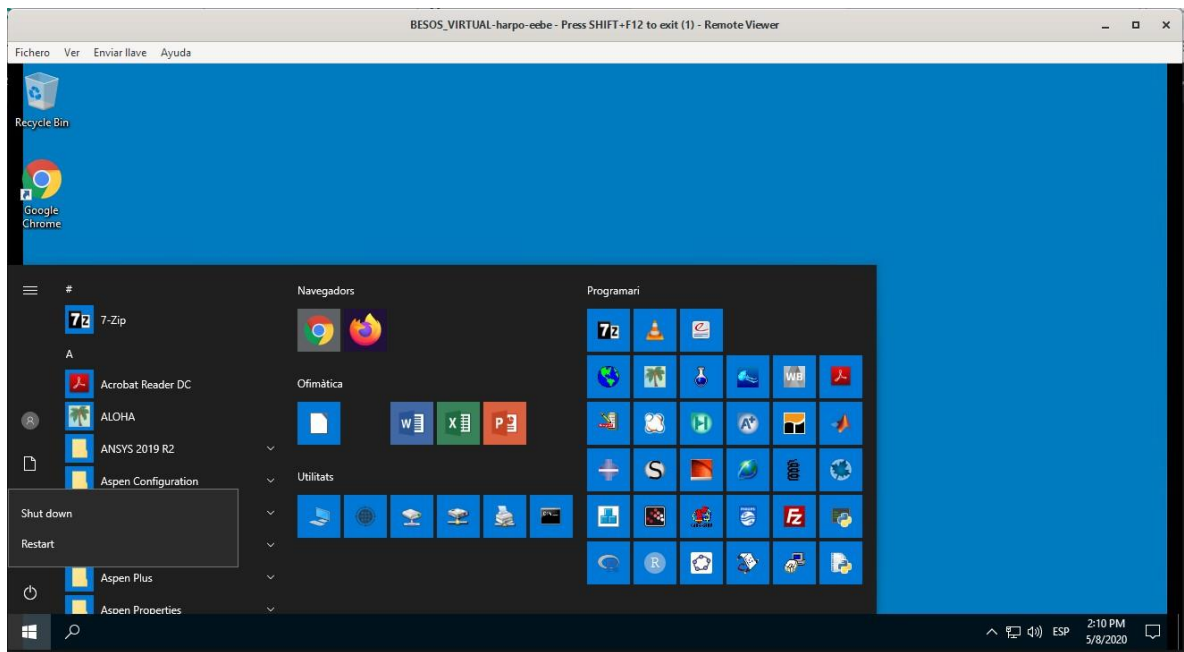 BESOS_VIRTUAL-harpo-eebe - Press SHIFT+F12 to exit (1) - Remote Viewer
Fichero Ver Enviar llave Ayuda
Recycle Bin
Google
Chrome
#
7-Zip
A
Acrobat Reader DC
ALOHA
ANSYS 2019 R2
Aspen Configuration
Shut down
Restart
Aspen Plus
Aspen Properties
Navegadors
Ofimàtica
Utilitats
Programari
7z
WB
ESP
2:10 PM
5/8/2020